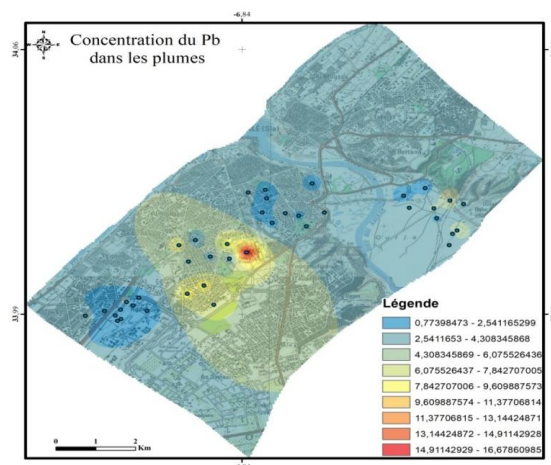 -6,84
34,06
Concentration du Pb
dans les plumes
33,99
Légende
0,77398473 - 2,541165299
2,5411653 - 4,308345868
4,308345869 - 6,075526436
6,075526437 - 7,842707005
7,842707006 - 9,609887573
9,609887574 - 11,37706814
11,37706815 - 13,14424871
13,14424872 - 14,91142928
14,91142929 - 16,67860985
0 1 2
Km